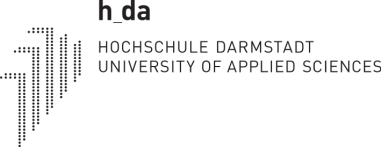 h_da
HOCHSCHULE DARMSTADT
UNIVERSITY OF APPLIED SCIENCES